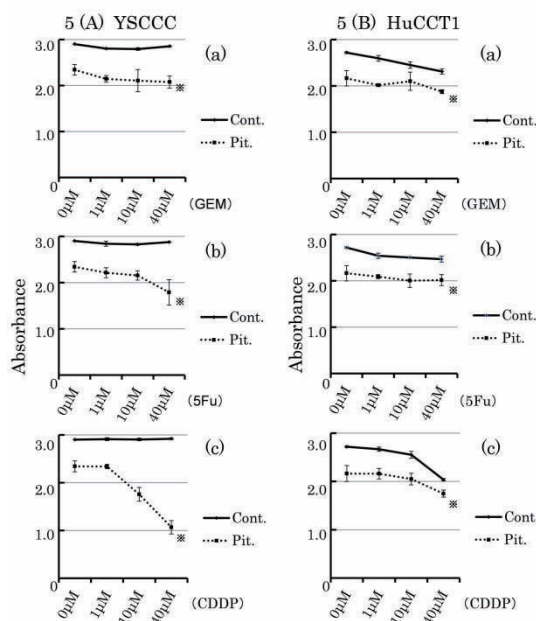 5 (A) YSCCC
5 (B) HuCCT1
Absorbance
3.0
2.0
1.0
0
(a)
Cont.
Pit.
※
0μM
1μM
10μM
40μM
(GEM)
3.0
2.0
1.0
0
(b)
Cont.
Pit.
※
0μM
1μM
10μM
40μM
(5Fu)
3.0
2.0
1.0
(c)
Cont.
Pit.
※
0μM
1μM
10μM
40μM
(CDDP)
Absorbance
3.0
2.0
1.0
0
(a)
Cont.
Pit.
※
0μM
1μM
10μM
40μM
(GEM)
3.0
2.0
1.0
0
(b)
Cont.
Pit.
※
0μM
1μM
10μM
40μM
(5Fu)
3.0
2.0
1.0
(c)
Cont.
Pit.
※
0μM
1μM
10μM
40μM
(CDDP)